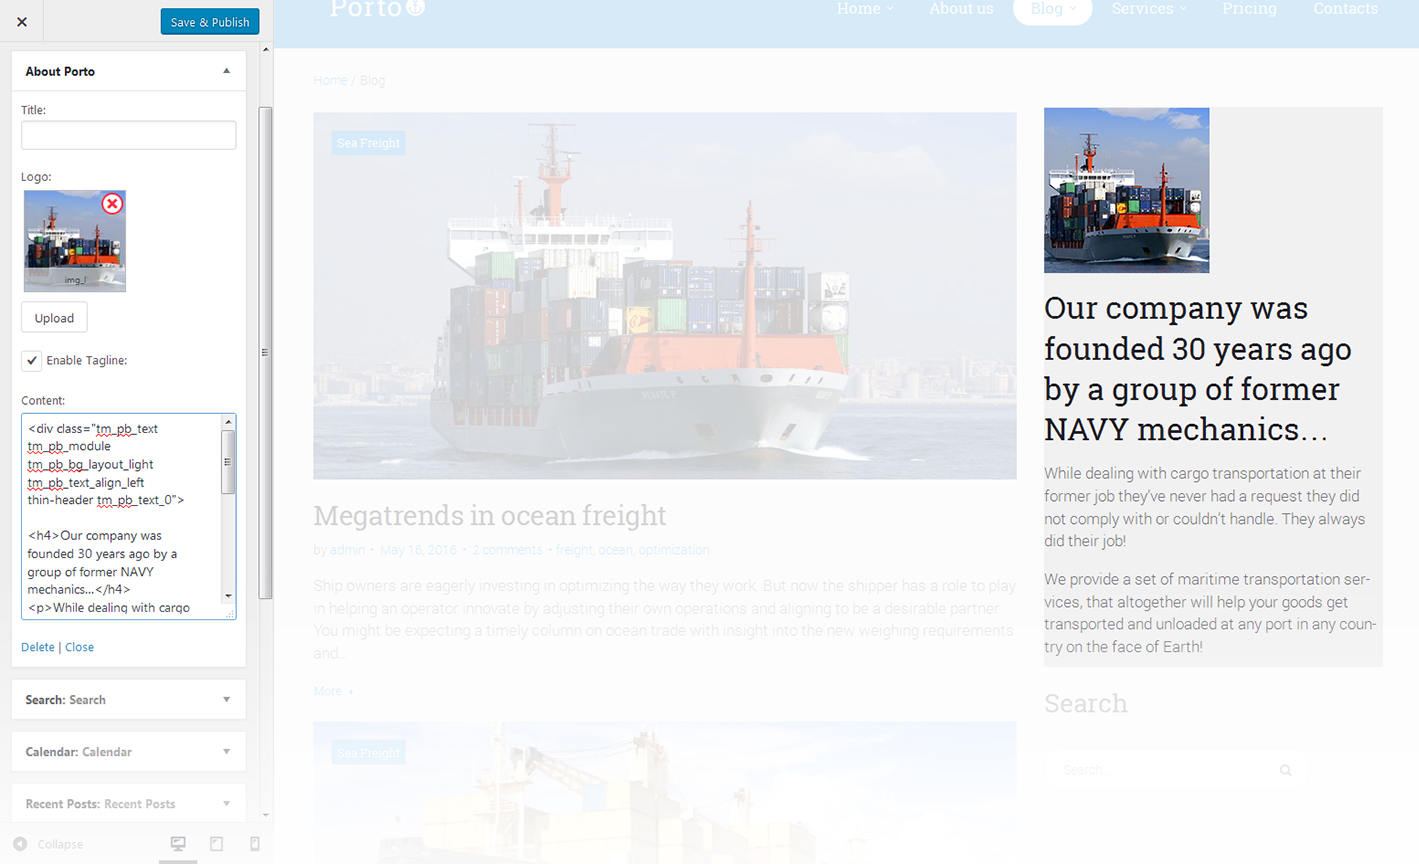 Save & Publish
About Porto
Title:
Logo:
img_l
Upload
Enable Tagline:
Content:
<div class="tm_pb_text
tm_pb_module
tm_pb_bg_layout_light
tm_pb_text_align_left
thin-header tm_pb_text_0">
<h4>Our company was
founded 30 years ago by a
group of former NAVY
mechanics...</h4>
<p>While dealing with cargo
Delete | Close
Search: Search
Calendar: Calendar
Recent Posts: Recent Posts
Collapse
Porto
Home About us Blog Services Pricing Contacts
Home / Blog
Sea Freight
Megatrends in ocean freight
by admin • May 16, 2016 • 2 comments • freight, ocean, optimization
Ship owners are eagerly investing in optimizing the way they work. But now the shipper has a role to play
in helping an operator innovate by adjusting their own operations and aligning to be a desirable partner.
You might be expecting a timely column on ocean trade with insight into the new weighing requirements
and...
More
Sea Freight
Our company was
founded 30 years ago
by a group of former
NAVY mechanics…
While dealing with cargo transportation at their
former job they've never had a request they did
not comply with or couldn't handle. They always
did their job!
We provide a set of maritime transportation ser-
vices, that altogether will help your goods get
transported and unloaded at any port in any coun-
try on the face of Earth!
Search
Search...